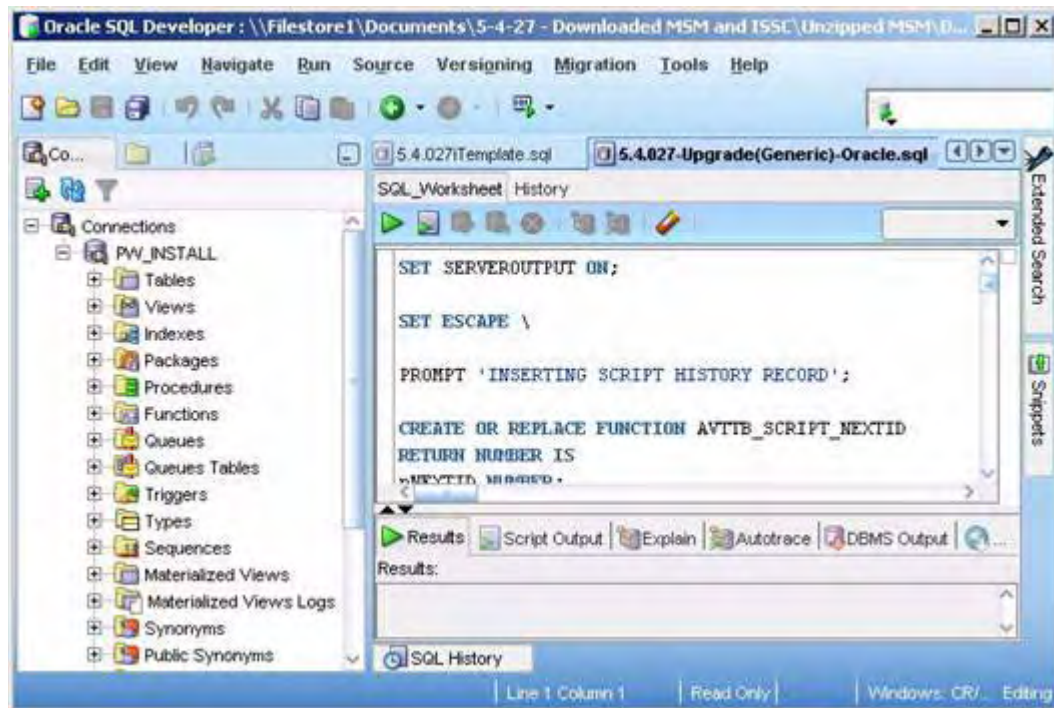 Oracle SQL Developer : \\Filestore1\Documents\5-4-27 - Downloaded MSM and ISSC\Unzipped MSM\D...
File Edit View Navigate Run Source Versioning Migration Tools Help
Co...
5.4.027iTemplate.sql
5.4.027-Upgrade(Generic)-Oracle.sql
SQL_Worksheet History
Connections
PW_INSTALL
Tables
Views
Indexes
Packages
Procedures
Functions
Queues
Queues Tables
Triggers
Types
Sequences
Materialized Views
Materialized Views Logs
Synonyms
Public Synonyms
SET SERVEROUTPUT ON;
SET ESCAPE \
PROMPT 'INSERTING SCRIPT HISTORY RECORD';
CREATE OR REPLACE FUNCTION AVTTB_SCRIPT_NEXTID
RETURN NUMBER IS
nNEXTID NUMBER;
Results Script Output Explain Autotrace DBMS Output ...
Results:
SQL History
Extended Search
Snippets
Line 1 Column 1 Read Only Windows: CR/... Editing